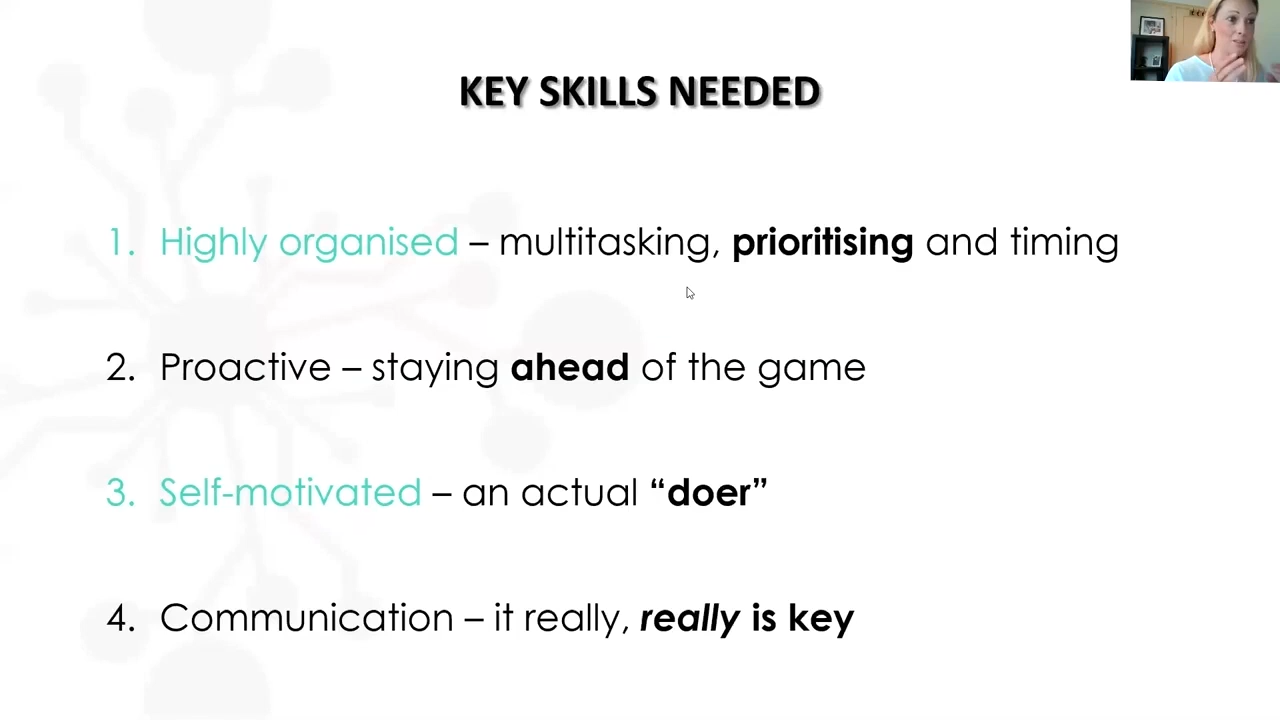 KEY SKILLS NEEDED
1. Highly organised – multitasking, prioritising and timing
2. Proactive – staying ahead of the game
3. Self-motivated – an actual “doer”
4. Communication – it really, really is key